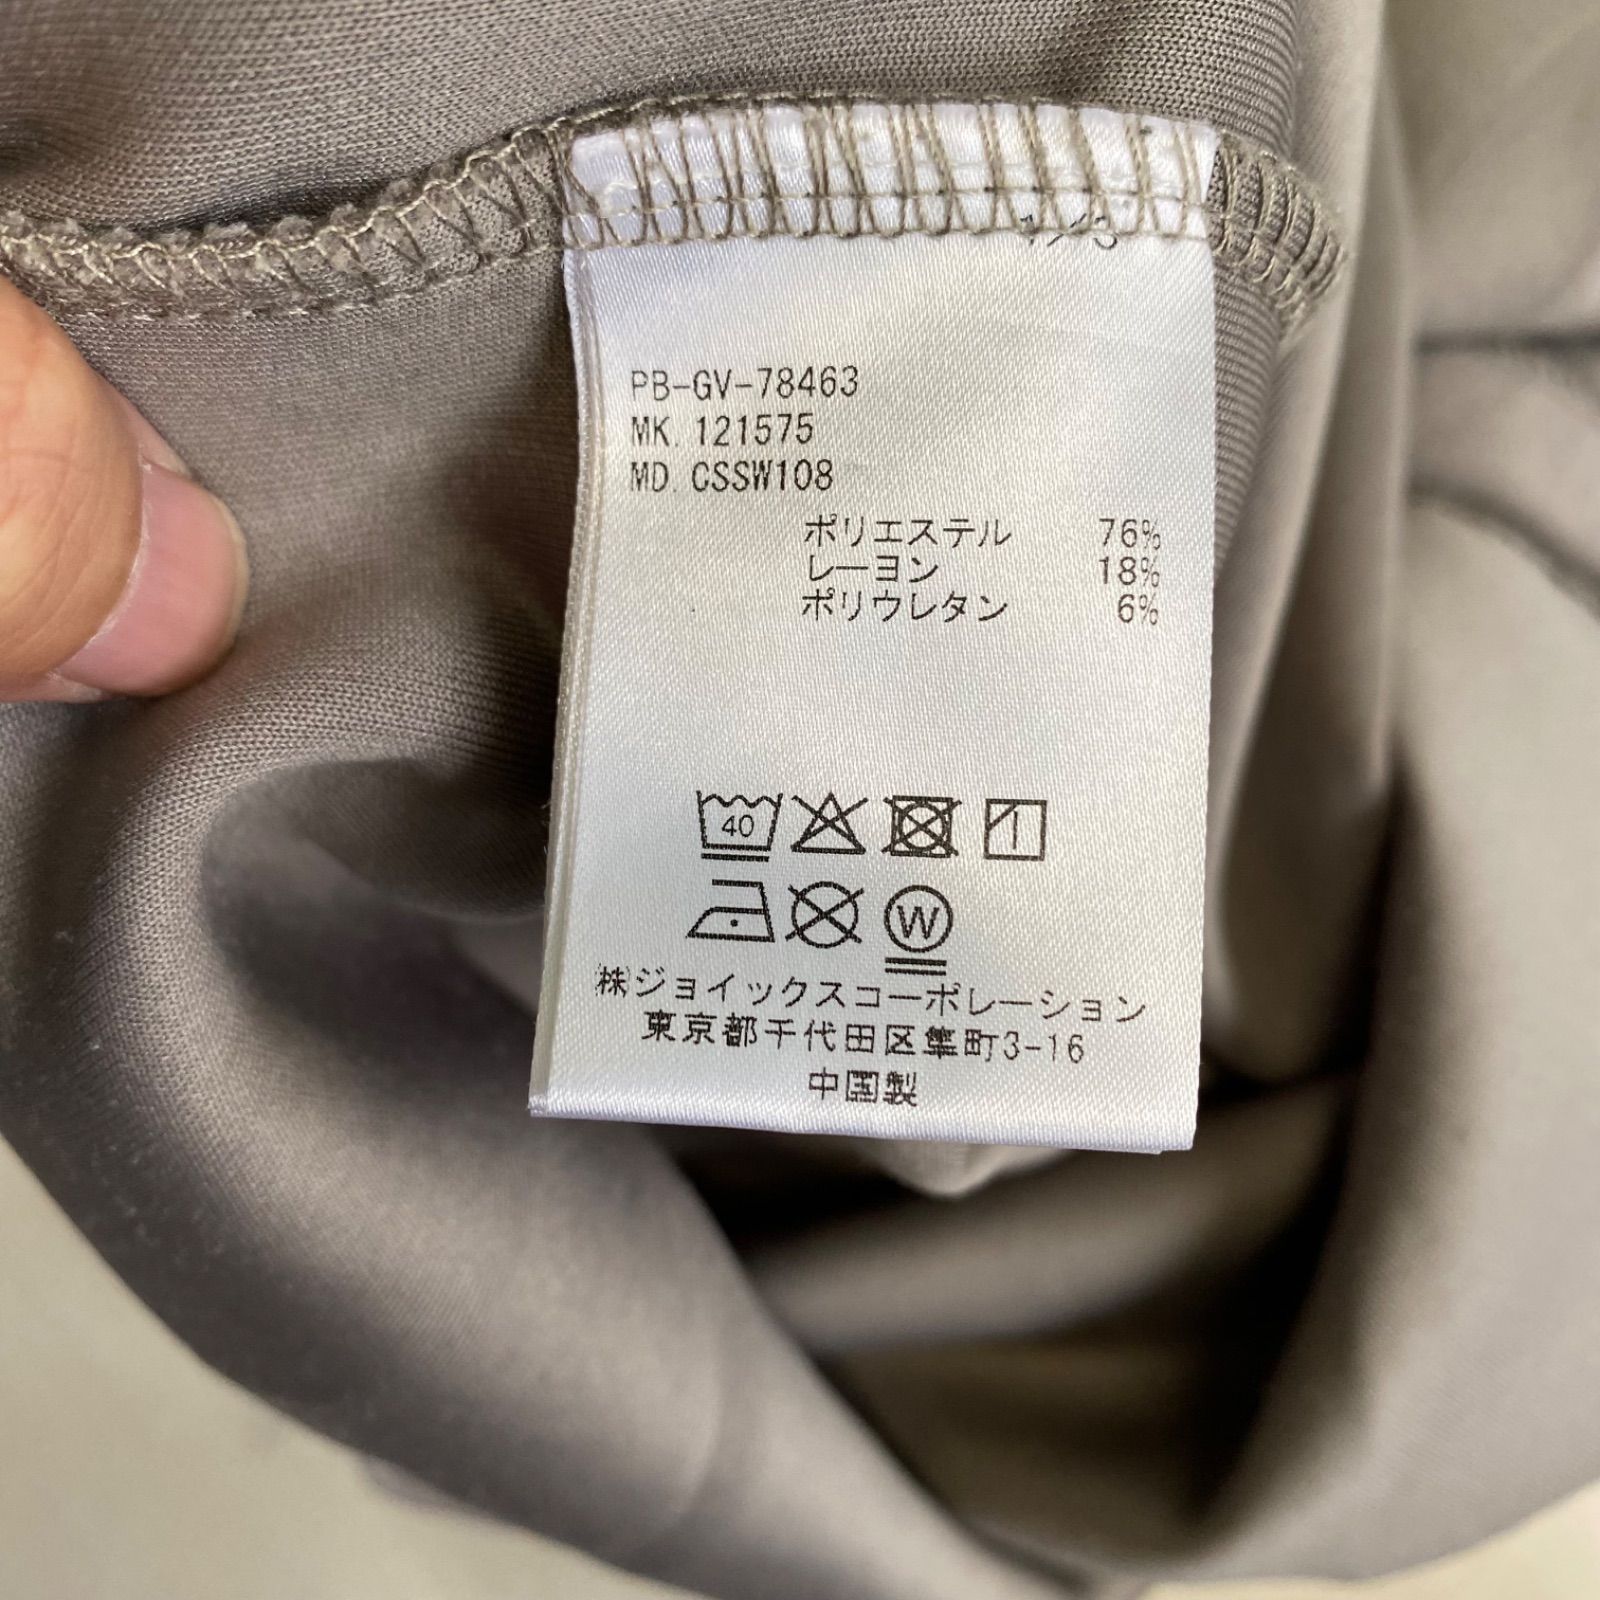 1/3
PB-GV-78463
MK. 121575
MD. CSSW108
ポリエステル 76%
レーヨン 18%
ポリウレタン 6%
40
W
(株)ジョイックスコーポレーション
東京都千代田区隼町3-16
中国製